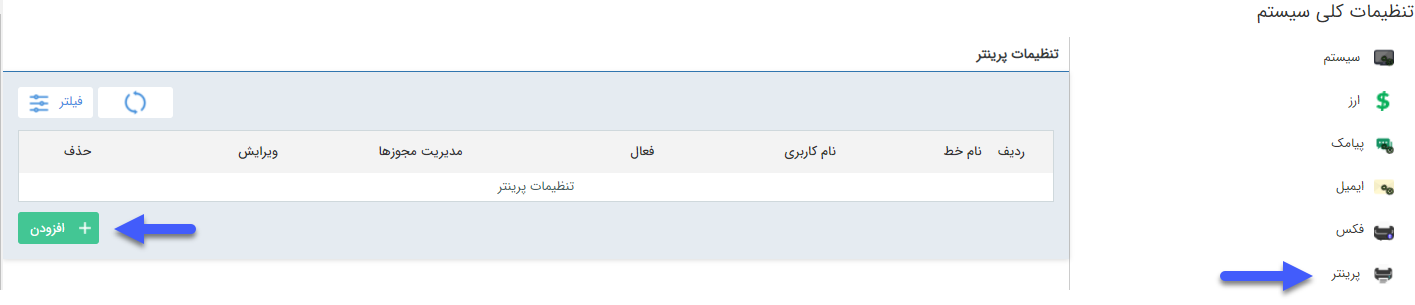 تنظیمات کلی سیستم
سیستم
ارز
پیامک
ایمیل
فکس
پرینتر
تنظیمات پرینتر
فیلتر
ردیف نام خط نام کاربری فعال مدیریت مجوزها ویرایش حذف
تنظیمات پرینتر
+ افزودن